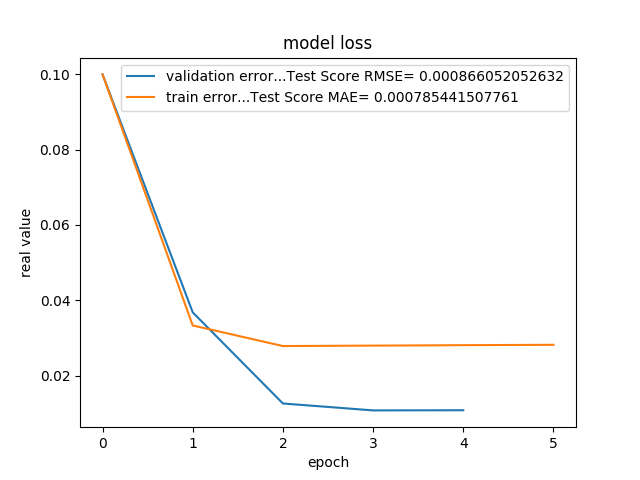 model loss
validation error...Test Score RMSE= 0.000866052052632
train error...Test Score MAE= 0.000785441507761
real value
0.10
0.08
0.06
0.04
0.02
0 1 2 3 4 5
epoch